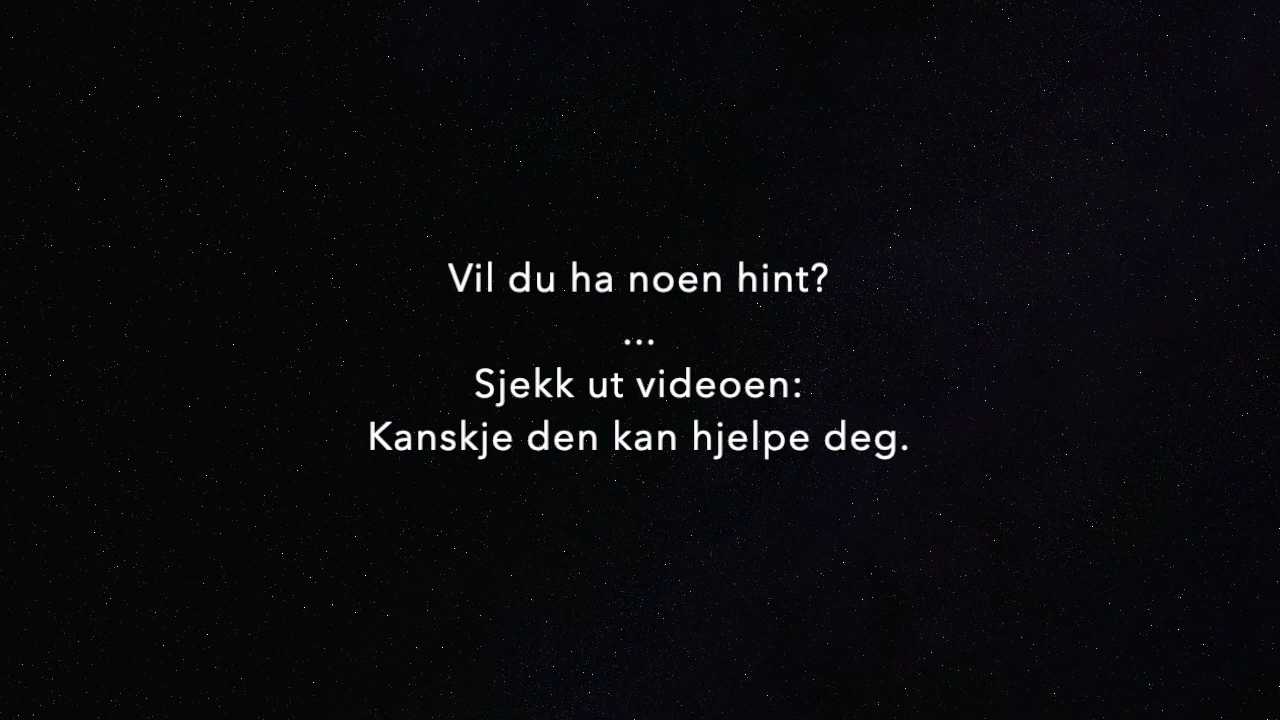 Vil du ha noen hint?
...
Sjekk ut videoen:
Kanskje den kan hjelpe deg.